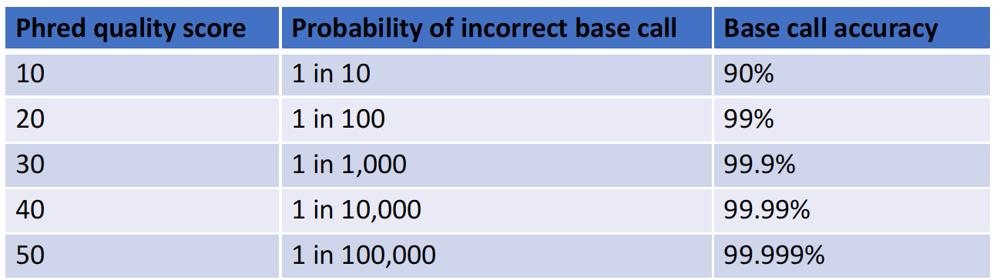 Phred quality score Probability of incorrect base call Base call accuracy
10 1 in 10 90%
20 1 in 100 99%
30 1 in 1,000 99.9%
40 1 in 10,000 99.99%
50 1 in 100,000 99.999%